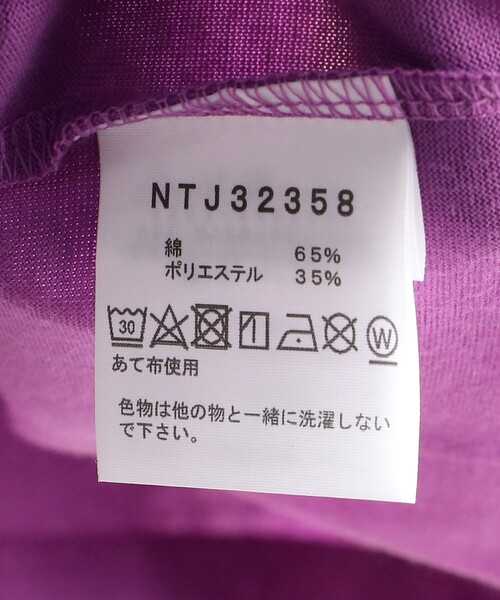 NTJ32358
綿 65%
ポリエステル 35%
30 W
あて布使用
色物は他の物と一緒に洗濯しない
で下さい。